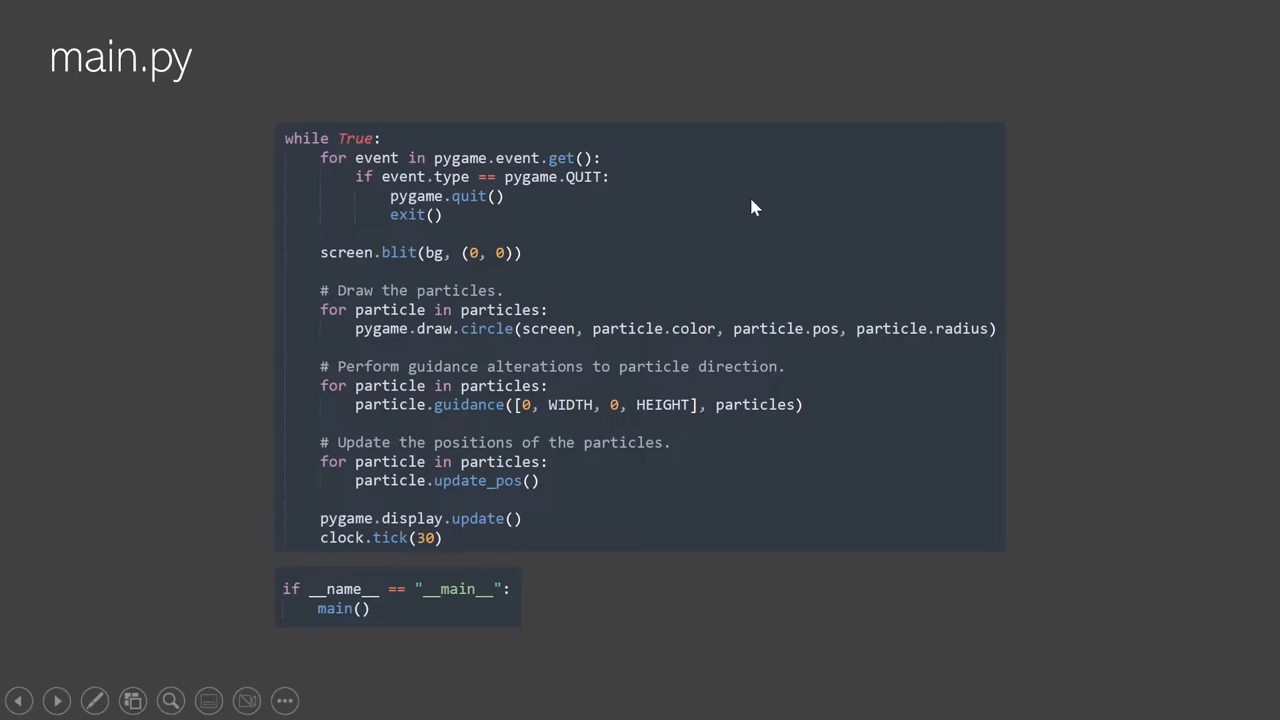 main.py
while True:
for event in pygame.event.get():
if event.type == pygame.QUIT:
pygame.quit()
exit()
screen.blit(bg, (0, 0))
# Draw the particles.
for particle in particles:
pygame.draw.circle(screen, particle.color, particle.pos, particle.radius)
# Perform guidance alterations to particle direction.
for particle in particles:
particle.guidance([0, WIDTH, 0, HEIGHT], particles)
# Update the positions of the particles.
for particle in particles:
particle.update_pos()
pygame.display.update()
clock.tick(30)
if __name__ == "__main__":
main()